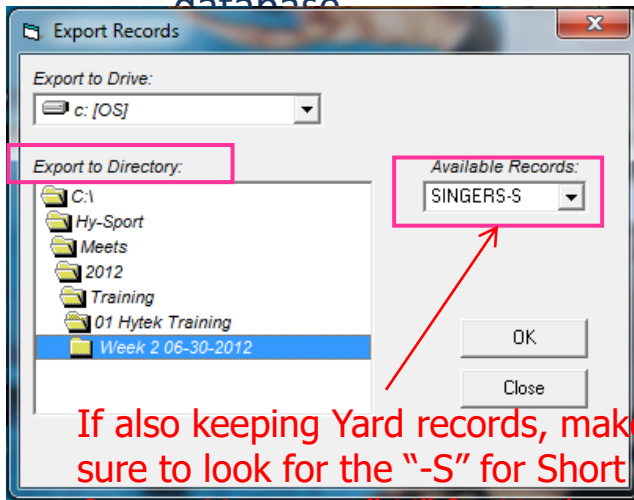 database
Export Records
Export to Drive:
c: [OS]
Export to Directory:
Available Records:
C:\
SINGERS-S
Hy-Sport
Meets
2012
Training
01 Hytek Training
Week 2 06-30-2012
OK
Close
If also keeping Yard records, make
sure to look for the “-S” for Short